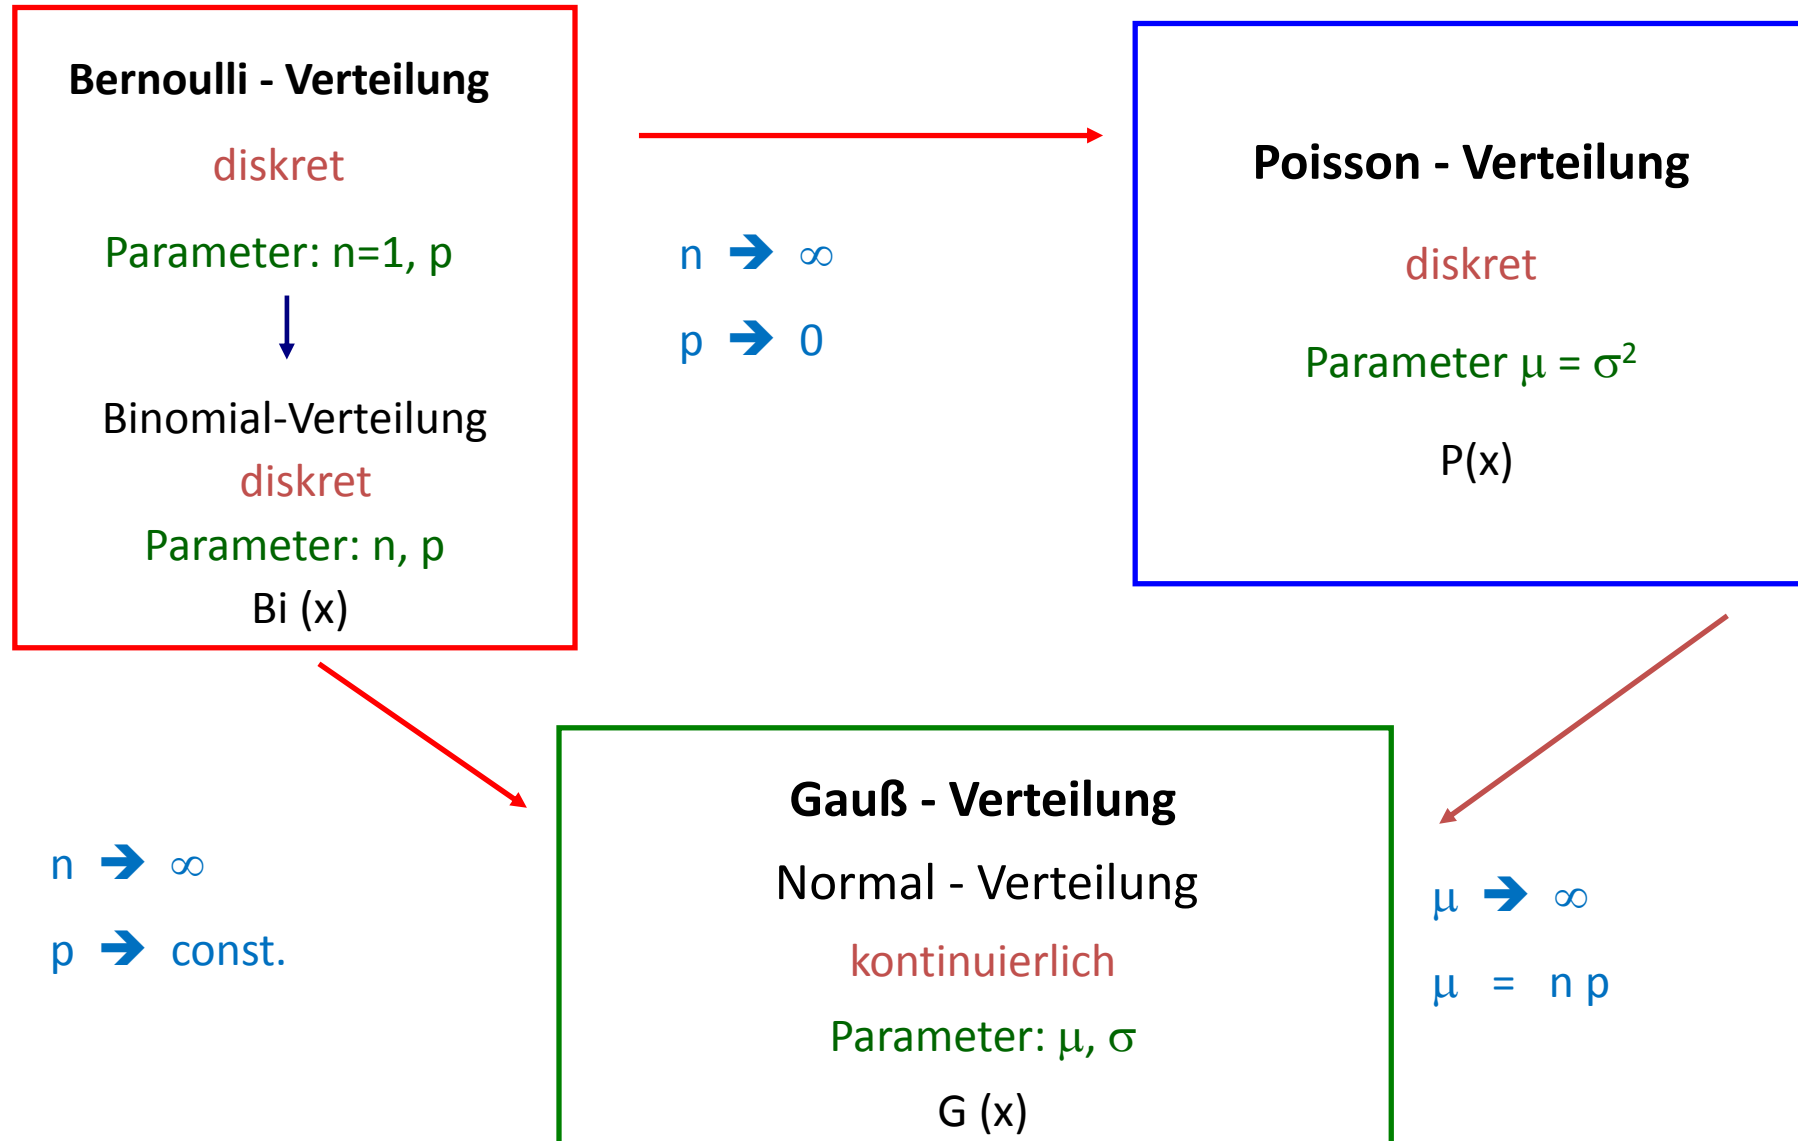 Bernoulli - Verteilung
diskret
Parameter: n=1, p
Binomial-Verteilung
diskret
Parameter: n, p
Bi (x)
n ➔ ∞
p ➔ 0
Poisson - Verteilung
diskret
Parameter μ = σ²
P(x)
n ➔ ∞
p ➔ const.
Gauß - Verteilung
Normal - Verteilung
kontinuierlich
Parameter: μ, σ
G (x)
μ ➔ ∞
μ = n p